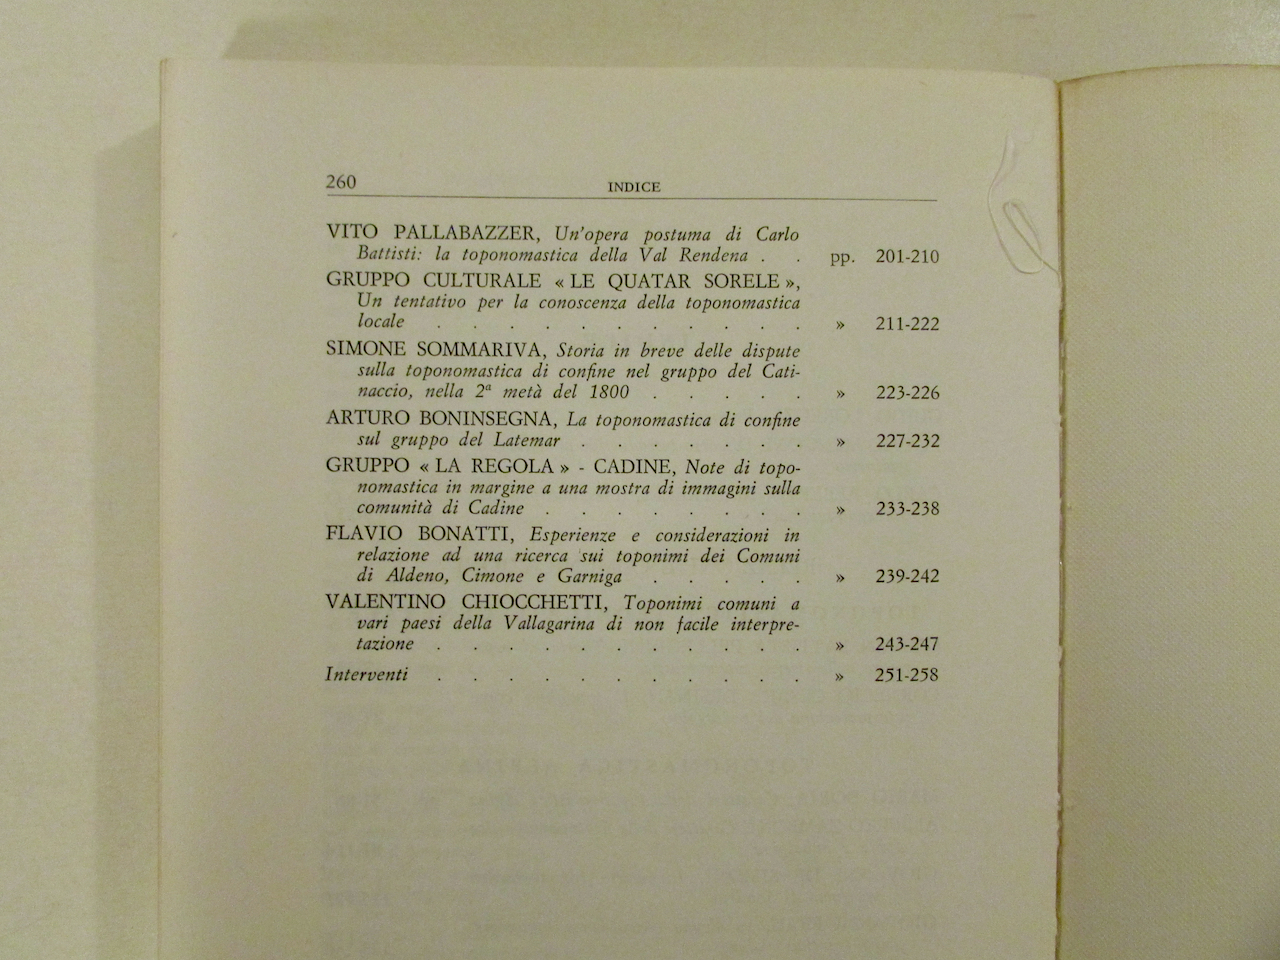 260
INDICE
VITO PALLABAZZER, Un'opera postuma di Carlo
Battisti: la toponomastica della Val Rendena . . pp. 201-210
GRUPPO CULTURALE « LE QUATAR SORELE »,
Un tentativo per la conoscenza della toponomastica
locale . . . . . . . . . . . » 211-222
SIMONE SOMMARIVA, Storia in breve delle dispute
sulla toponomastica di confine nel gruppo del Cati-
naccio, nella 2ª metà del 1800 . . . . . » 223-226
ARTURO BONINSEGNA, La toponomastica di confine
sul gruppo del Latemar . . . . . . . » 227-232
GRUPPO « LA REGOLA » - CADINE, Note di topo-
nomastica in margine a una mostra di immagini sulla
comunità di Cadine . . . . . . . . » 233-238
FLAVIO BONATTI, Esperienze e considerazioni in
relazione ad una ricerca sui toponimi dei Comuni
di Aldeno, Cimone e Garniga . . . . . » 239-242
VALENTINO CHIOCCHETTI, Toponimi comuni a
vari paesi della Vallagarina di non facile interpre-
tazione . . . . . . . . . . . » 243-247
Interventi . . . . . . . . . . . » 251-258